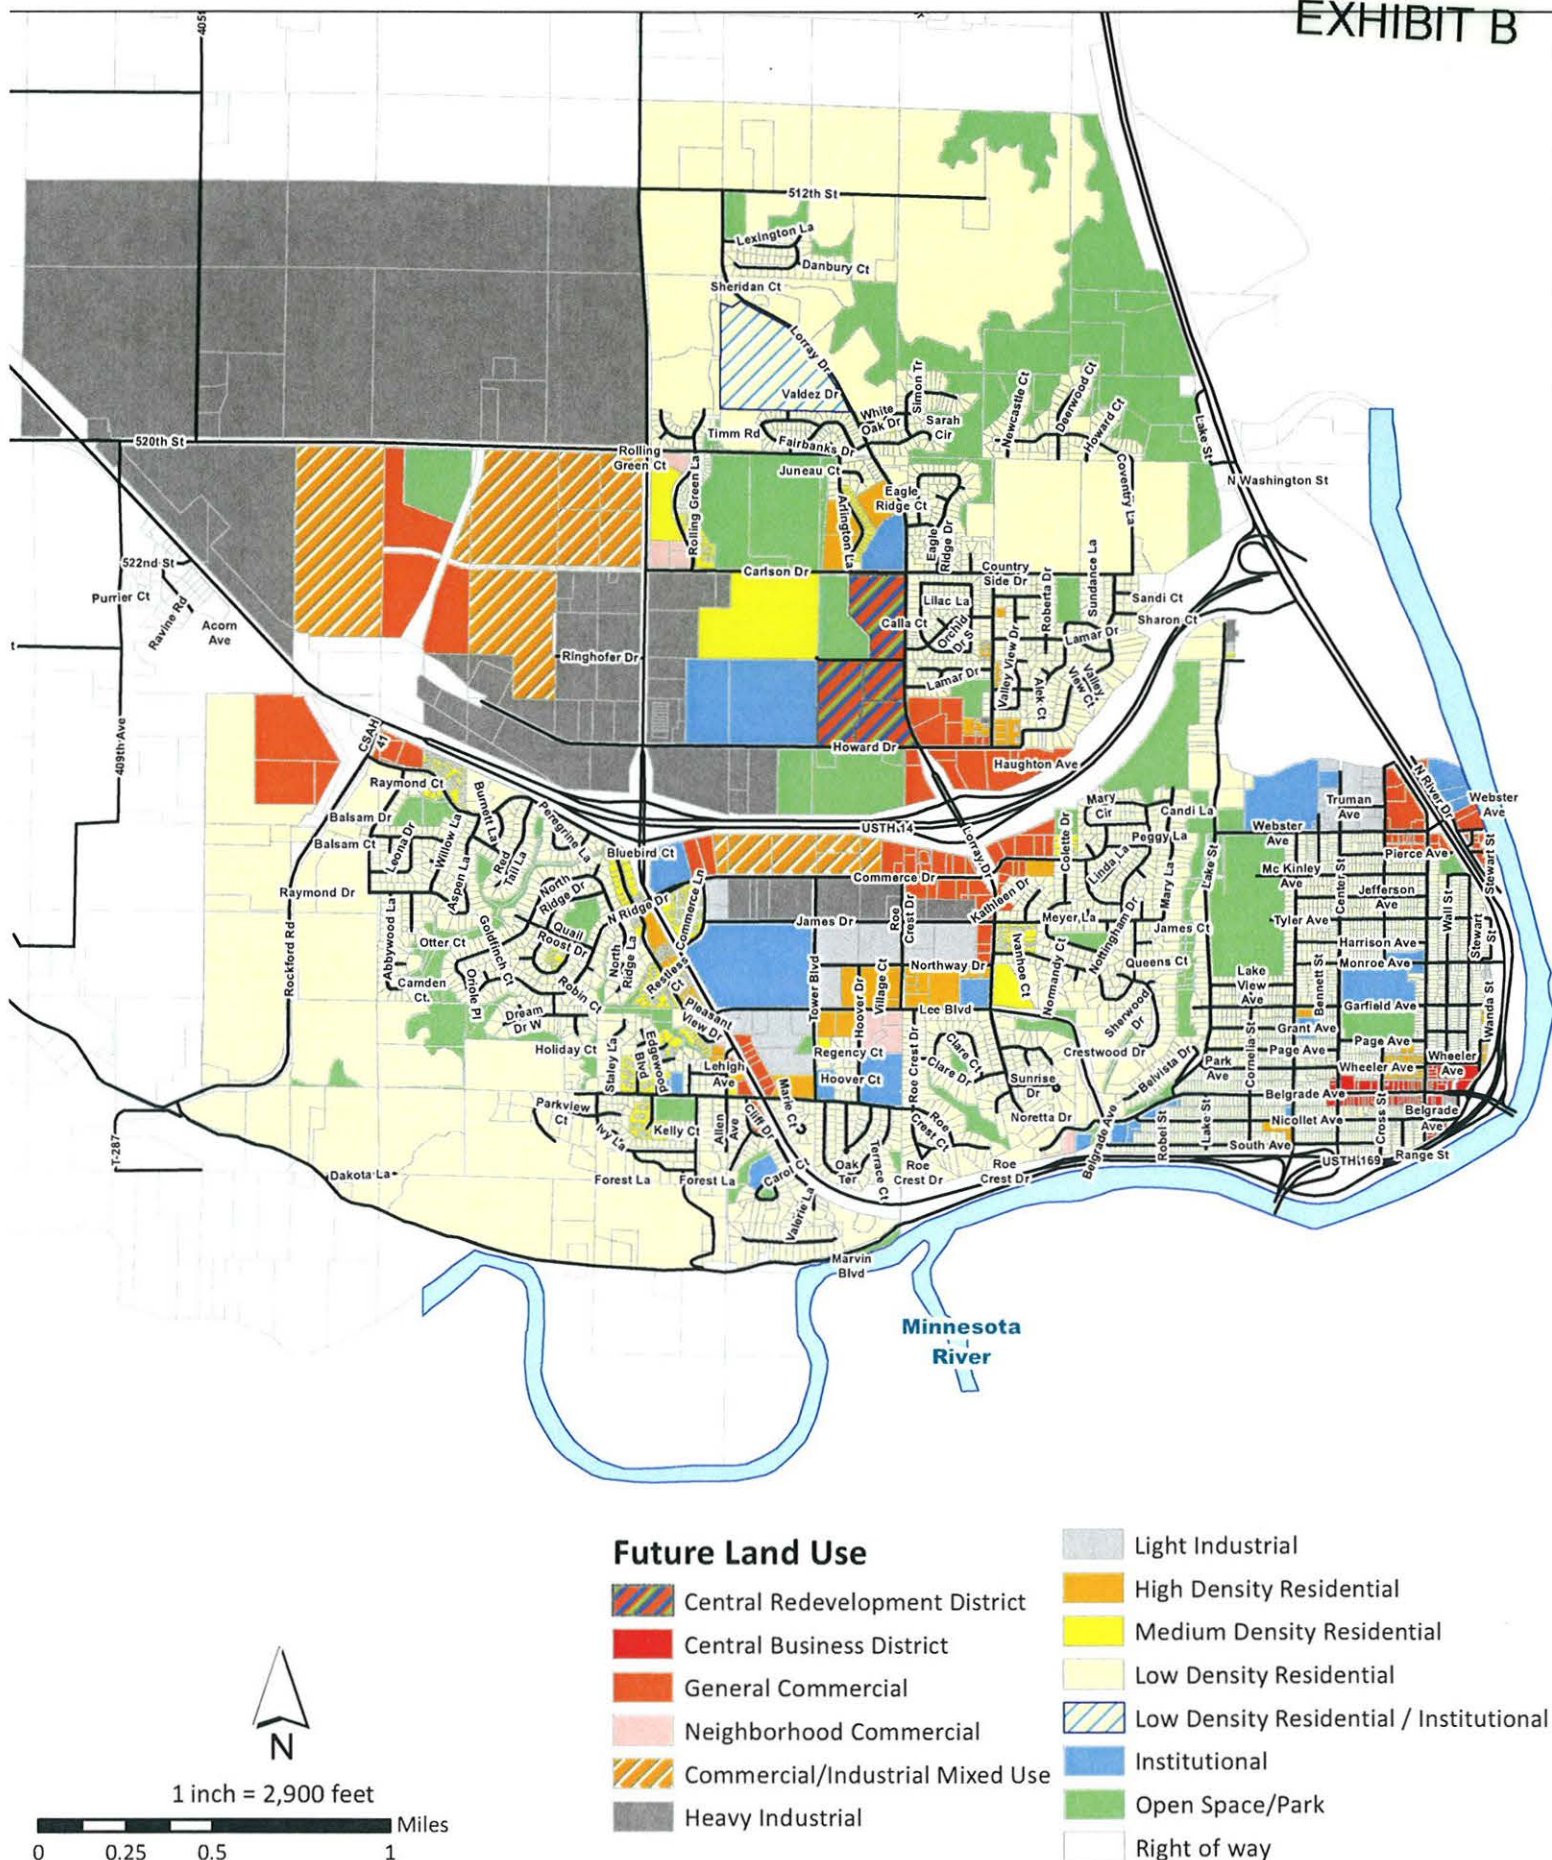 EXHIBIT B
405t
512th St
Lexington La
Danbury Ct
Sheridan Ct
Lorray Dr
Valdez Dr
White
Oak Dr
Simon Tr
Sarah
Cir
Newcastle Ct
Deerwood Ct
Howard Ct
Lake St
520th St
Rolling
Green Ct
Timm Rd
Fairbanks Dr
Juneau Ct
Rolling Green La
Arlington La
Eagle
Ridge Ct
Eagle
Ridge Dr
Coventry La
N Washington St
522nd St
Purrier Ct
Ravine Rd
Acorn
Ave
Carlson Dr
Country
Side Dr
Lilac La
Calla Ct
Orchid
Dr S
Roberta Dr
Sundance La
Sandi Ct
Sharon Ct
Lamar Dr
Valley View Dr
Lamar Dr
Alek Ct
Valley
View Ct
Ringhofer Dr
409th Ave
CSAH
41
Howard Dr
Haughton Ave
Raymond Ct
Balsam Dr
Balsam Ct
Leona Dr
Willow La
Burnett La
Peregrine La
Red
Tail La
Aspen La
Bluebird Ct
USTH 14
Lorray Dr
Mary
Cir
Candi La
Colette Dr
Peggy La
Linda La
Mary La
Lake St
Truman
Ave
N River Dr
Webster
Ave
Webster
Ave
Pierce Ave
Stewart St
Mc Kinley
Ave
Center St
Jefferson
Ave
Wall St
Raymond Dr
North
Ridge Dr
N Ridge Dr
Commerce Ln
Commerce Dr
Kathleen Dr
James Dr
Roe
Crest Dr
Meyer La
Nottingham Dr
James Ct
Tyler Ave
Harrison Ave
Stewart
St
Abbywood La
Otter Ct
Goldfinch Ct
Quail
Roost Dr
North
Ridge La
Restless
Ct
Tower Blvd
Northway Dr
Ivanhoe Ct
Normandy Ct
Queens Ct
Monroe Ave
Rockford Rd
Camden
Ct.
Oriole Pl
Robin Ct
Dream
Dr W
Pleasant
View Dr
Hoover Dr
Village Ct
Lee Blvd
Sherwood
Dr
Lake
View
Ave
Bennett St
Garfield Ave
Wanda St
Grant Ave
Holiday Ct
Staley La
Edgewood
Blvd
Lehigh
Ave
Regency Ct
Hoover Ct
Roe Crest Dr
Clare Ct
Clare Dr
Crestwood Dr
Sunrise
Dr
Belvista Dr
Park
Ave
Cornelia St
Page Ave
Page Ave
Wheeler Ave
Wheeler
Ave
Belgrade Ave
Belgrade
Ave
Parkview
Ct
Ivy La
Kelly Ct
Allen
Ave
Cliff Dr
Marie Ct
Roe
Crest Ct
Noretta Dr
Belgrade Ave
Robel St
Lake St
Nicollet Ave
Cross St
South Ave
USTH 169
Range St
T-287
Dakota La
Forest La
Forest La
Carol Ct
Valerie La
Oak
Ter
Terrace Ct
Roe
Crest Dr
Roe
Crest Dr
Marvin
Blvd
Minnesota
River
Future Land Use
Central Redevelopment District
Central Business District
General Commercial
Neighborhood Commercial
Commercial/Industrial Mixed Use
Heavy Industrial
Light Industrial
High Density Residential
Medium Density Residential
Low Density Residential
Low Density Residential / Institutional
Institutional
Open Space/Park
Right of way
N
1 inch = 2,900 feet
Miles
0 0.25 0.5 1